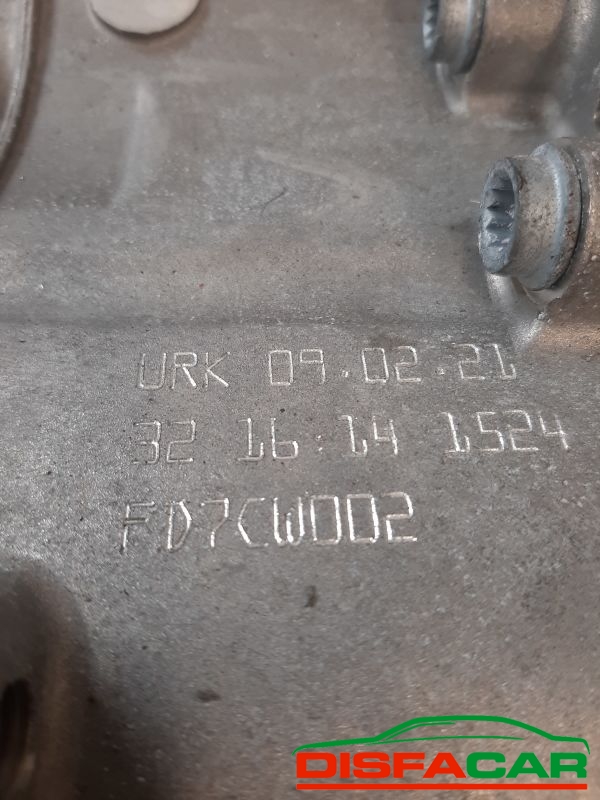 URK 09.02.21
32 16:14 1524
FD7CW002
DISFACAR